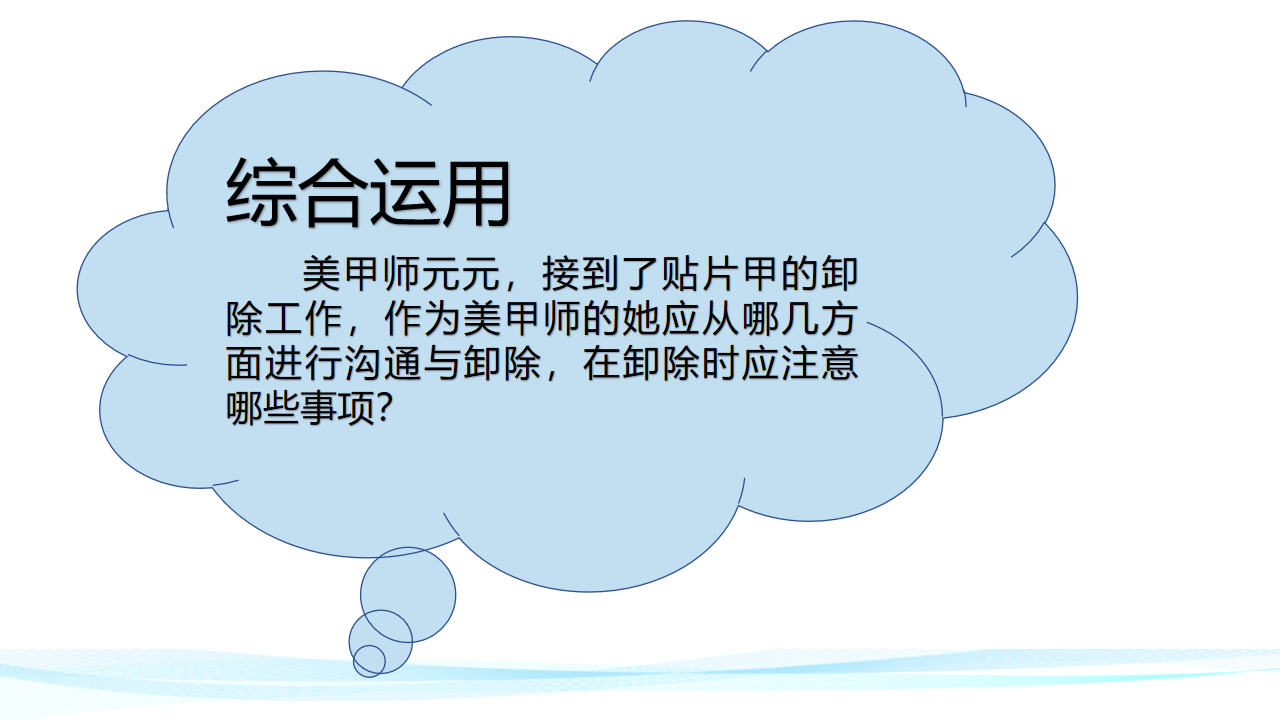 综合运用
美甲师元元，接到了贴片甲的卸
除工作，作为美甲师的她应从哪几方
面进行沟通与卸除，在卸除时应注意
哪些事项？